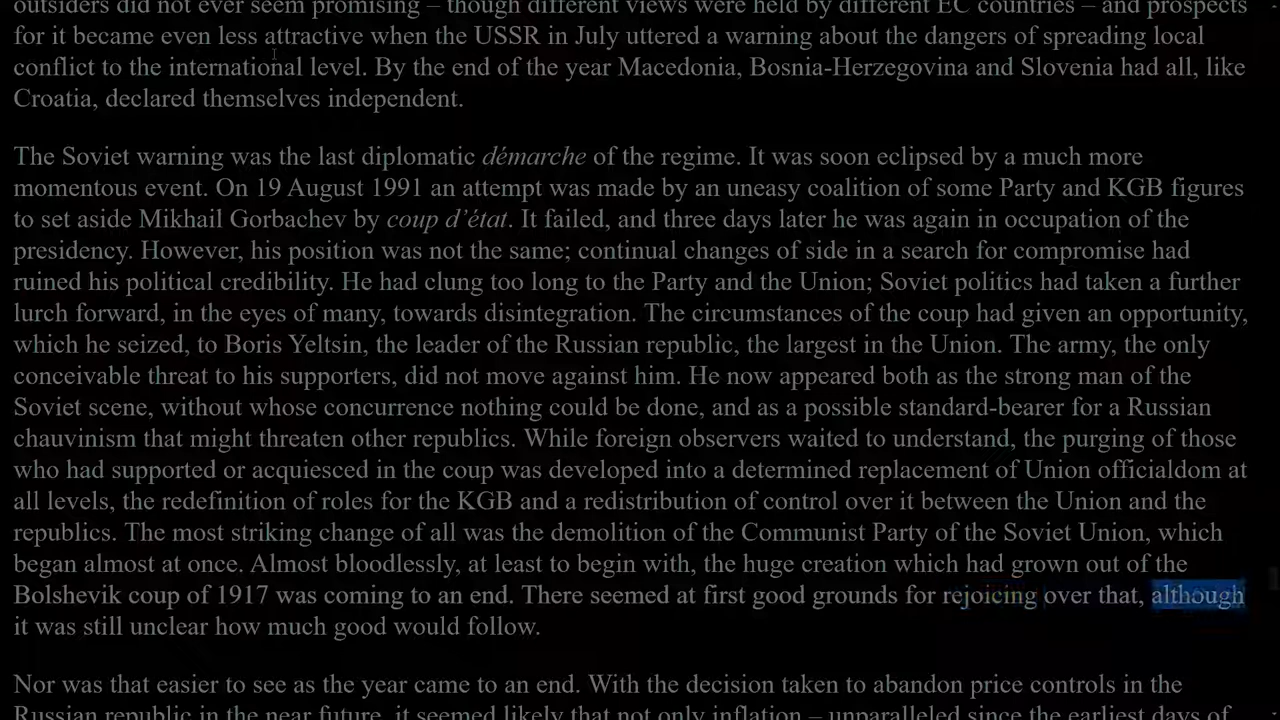 outsiders did not ever seem promising – though different views were held by different EC countries – and prospects
for it became even less attractive when the USSR in July uttered a warning about the dangers of spreading local
conflict to the international level. By the end of the year Macedonia, Bosnia-Herzegovina and Slovenia had all, like
Croatia, declared themselves independent.
The Soviet warning was the last diplomatic démarche of the regime. It was soon eclipsed by a much more
momentous event. On 19 August 1991 an attempt was made by an uneasy coalition of some Party and KGB figures
to set aside Mikhail Gorbachev by coup d’état. It failed, and three days later he was again in occupation of the
presidency. However, his position was not the same; continual changes of side in a search for compromise had
ruined his political credibility. He had clung too long to the Party and the Union; Soviet politics had taken a further
lurch forward, in the eyes of many, towards disintegration. The circumstances of the coup had given an opportunity,
which he seized, to Boris Yeltsin, the leader of the Russian republic, the largest in the Union. The army, the only
conceivable threat to his supporters, did not move against him. He now appeared both as the strong man of the
Soviet scene, without whose concurrence nothing could be done, and as a possible standard-bearer for a Russian
chauvinism that might threaten other republics. While foreign observers waited to understand, the purging of those
who had supported or acquiesced in the coup was developed into a determined replacement of Union officialdom at
all levels, the redefinition of roles for the KGB and a redistribution of control over it between the Union and the
republics. The most striking change of all was the demolition of the Communist Party of the Soviet Union, which
began almost at once. Almost bloodlessly, at least to begin with, the huge creation which had grown out of the
Bolshevik coup of 1917 was coming to an end. There seemed at first good grounds for rejoicing over that, although
it was still unclear how much good would follow.
Nor was that easier to see as the year came to an end. With the decision taken to abandon price controls in the
Russian republic in the near future, it seemed likely that not only inflation – unparalleled since the earliest days of